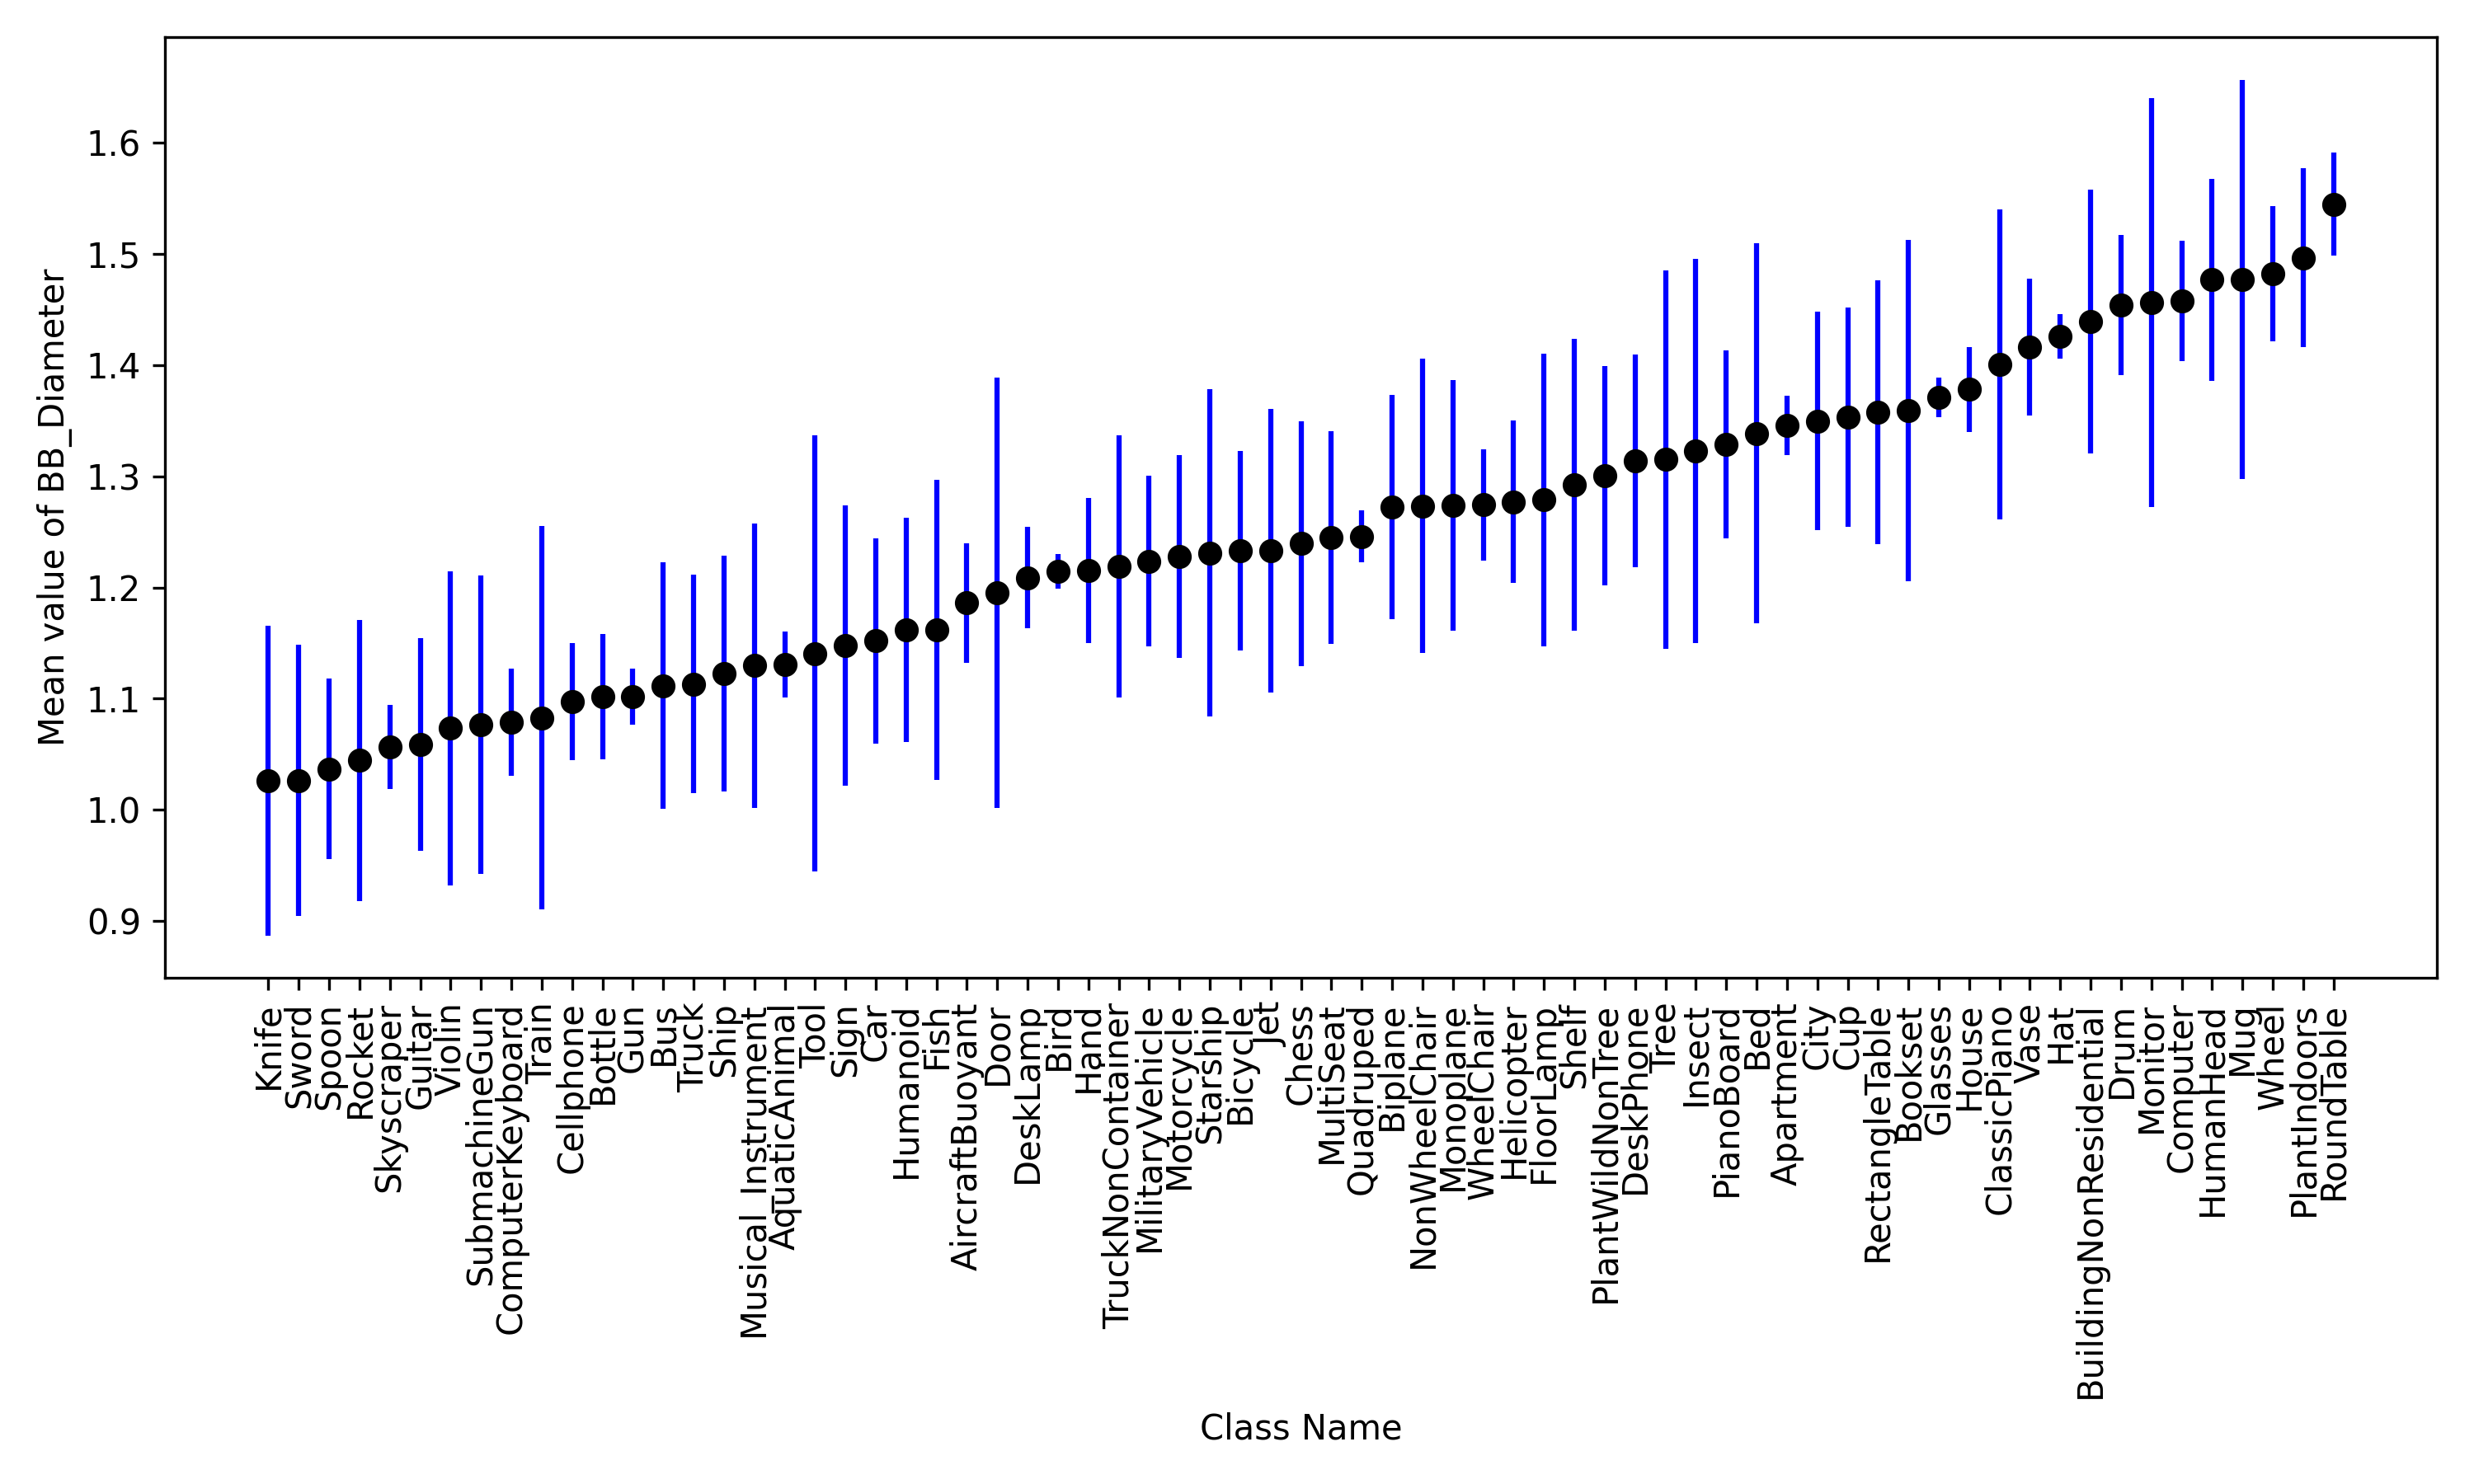 Mean value of BB_Diameter
1.6
1.5
1.4
1.3
1.2
1.1
1.0
0.9
Knife
Sword
Spoon
Rocket
Skyscraper
Guitar
Violin
SubmachineGun
ComputerKeyboard
Train
Cellphone
Bottle
Gun
Bus
Truck
Ship
Musical_Instrument
AquaticAnimal
Tool
Sign
Car
Humanoid
Fish
AircraftBuoyant
Door
DeskLamp
Bird
Hand
TruckNonContainer
MilitaryVehicle
Motorcycle
Starship
Bicycle
Jet
Chess
MultiSeat
Quadruped
Biplane
NonWheelChair
Monoplane
WheelChair
Helicopter
FloorLamp
Shelf
PlantWildNonTree
DeskPhone
Tree
Insect
PianoBoard
Bed
Apartment
City
Cup
RectangleTable
Bookset
Glasses
House
ClassicPiano
Vase
Hat
BuildingNonResidential
Drum
Monitor
Computer
HumanHead
Mug
Wheel
PlantIndoors
RoundTable
Class Name